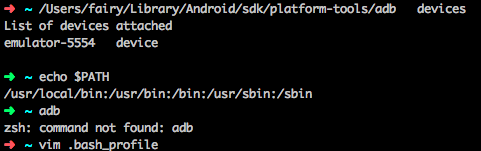 ➜ ~ /Users/fairy/Library/Android/sdk/platform-tools/adb devices
List of devices attached
emulator-5554 device
➜ ~ echo $PATH
/usr/local/bin:/usr/bin:/bin:/usr/sbin:/sbin
➜ ~ adb
zsh: command not found: adb
➜ ~ vim .bash_profile